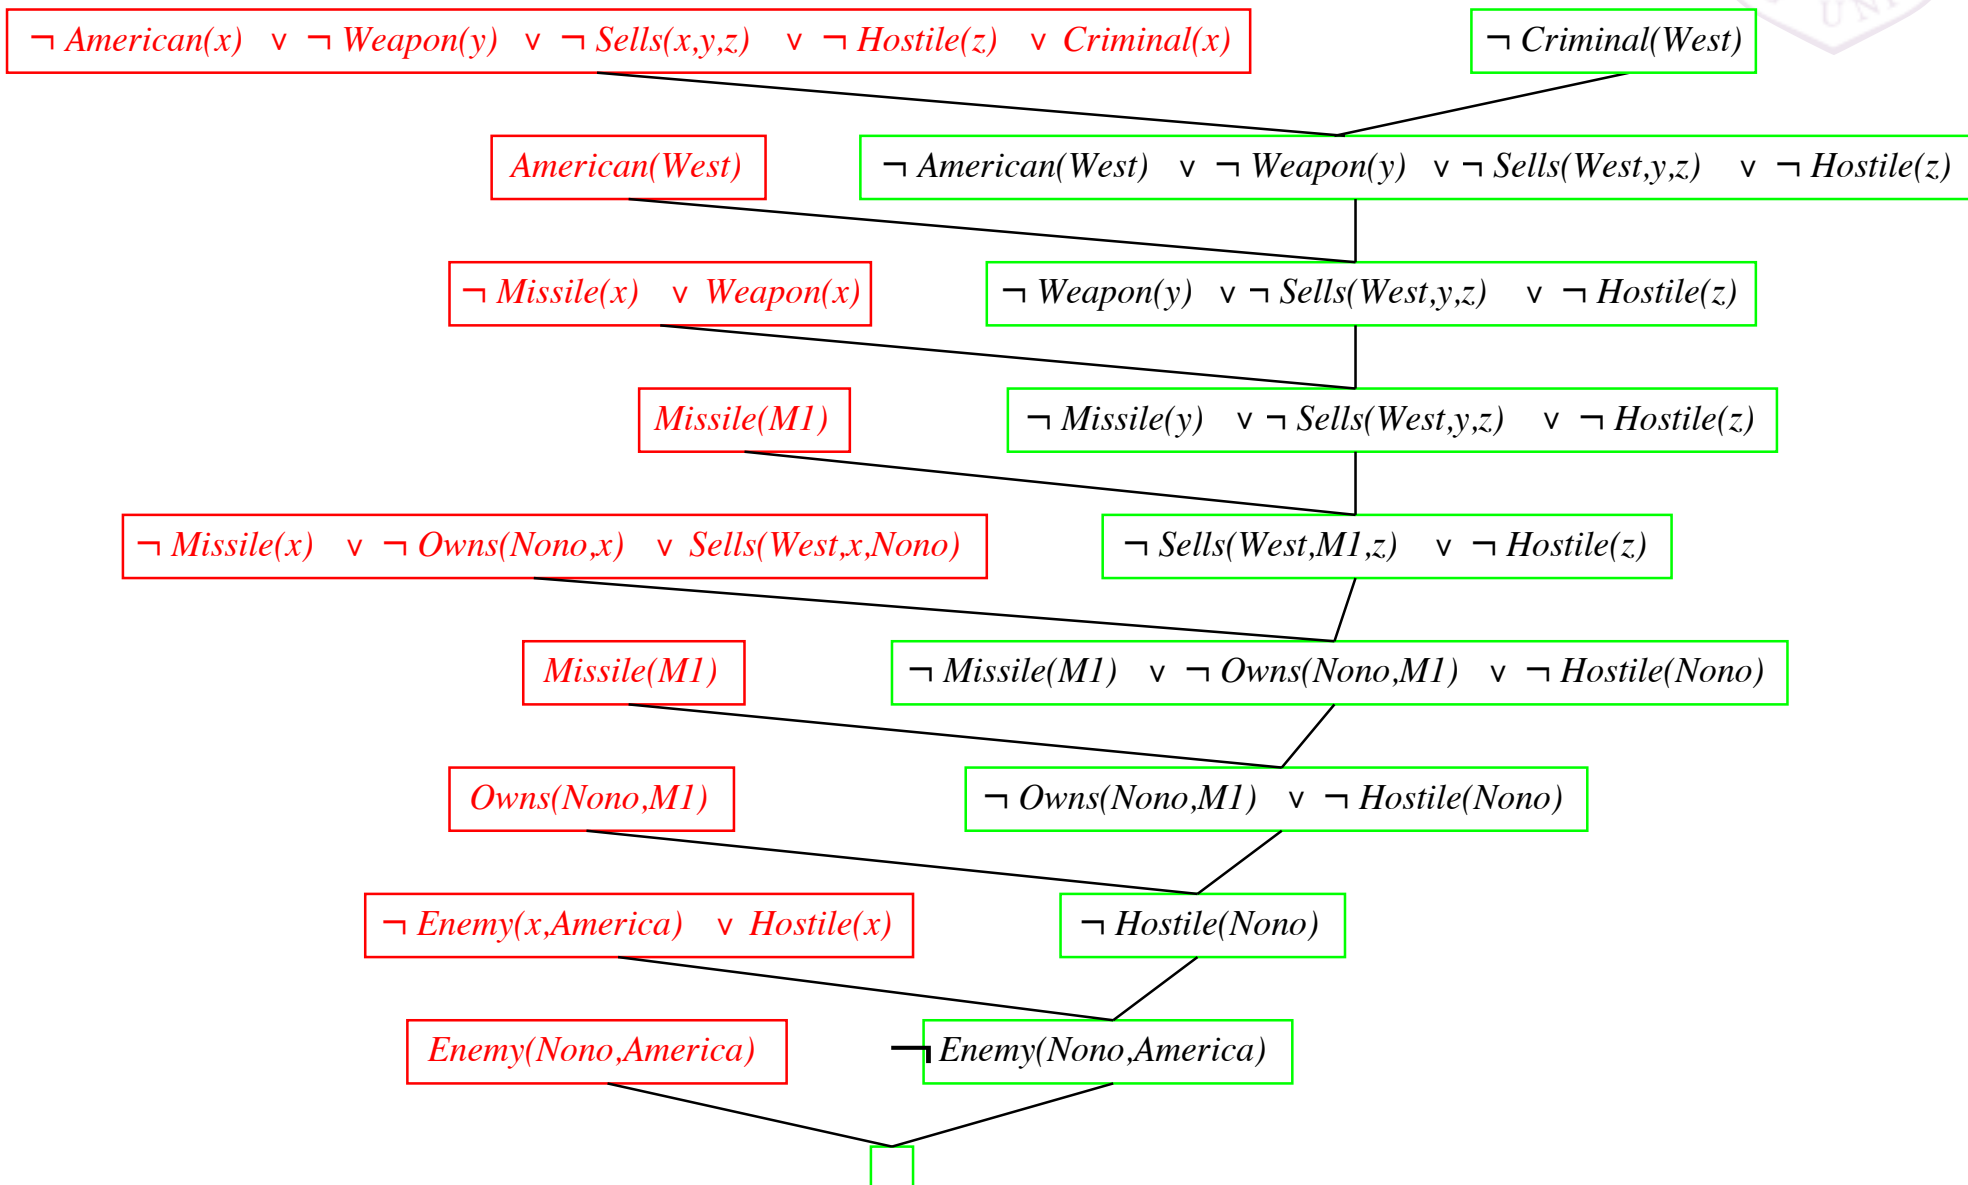 ¬ American(x) ∨ ¬ Weapon(y) ∨ ¬ Sells(x,y,z) ∨ ¬ Hostile(z) ∨ Criminal(x) ¬ Criminal(West)
American(West) ¬ American(West) ∨ ¬ Weapon(y) ∨ ¬ Sells(West,y,z) ∨ ¬ Hostile(z)
¬ Missile(x) ∨ Weapon(x) ¬ Weapon(y) ∨ ¬ Sells(West,y,z) ∨ ¬ Hostile(z)
Missile(M1) ¬ Missile(y) ∨ ¬ Sells(West,y,z) ∨ ¬ Hostile(z)
¬ Missile(x) ∨ ¬ Owns(Nono,x) ∨ Sells(West,x,Nono) ¬ Sells(West,M1,z) ∨ ¬ Hostile(z)
Missile(M1) ¬ Missile(M1) ∨ ¬ Owns(Nono,M1) ∨ ¬ Hostile(Nono)
Owns(Nono,M1) ¬ Owns(Nono,M1) ∨ ¬ Hostile(Nono)
¬ Enemy(x,America) ∨ Hostile(x) ¬ Hostile(Nono)
Enemy(Nono,America) ¬ Enemy(Nono,America)